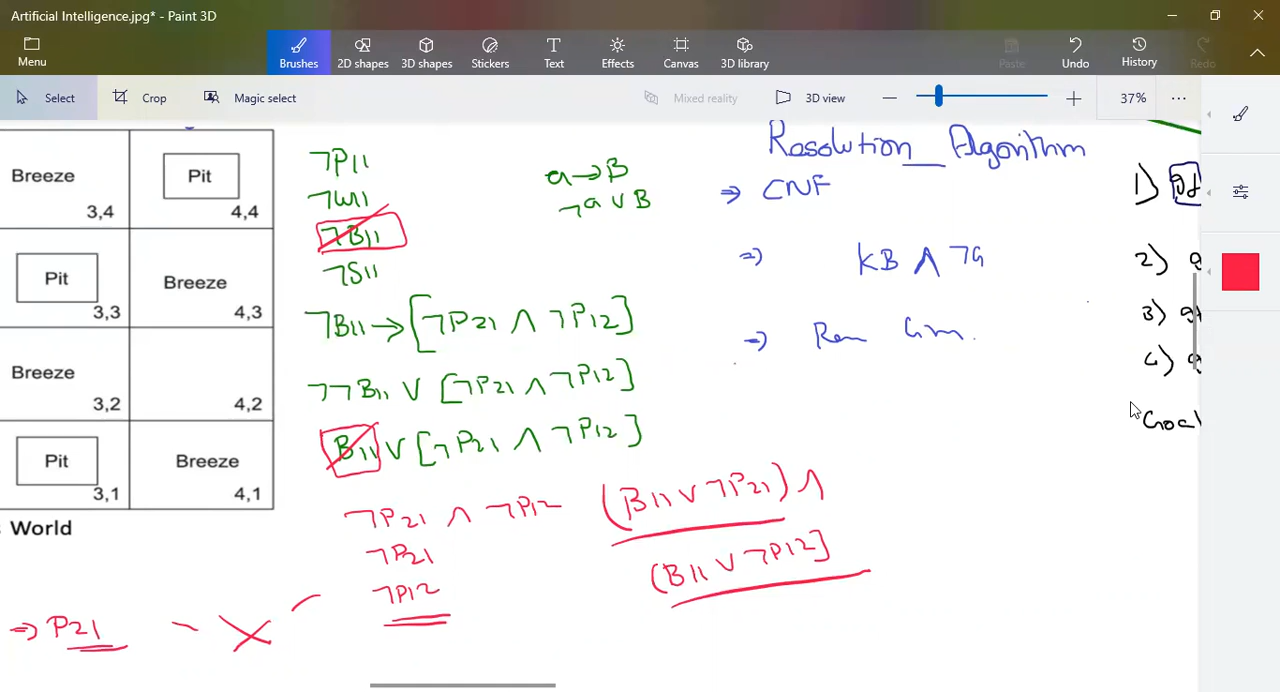 Artificial Intelligence.jpg* - Paint 3D
Menu
Brushes 2D shapes 3D shapes Stickers Text Effects Canvas 3D library Paste Undo History Redo
Select Crop Magic select Mixed reality 3D view 37%
Breeze
3,4
Pit
4,4
Pit
3,3
Breeze
4,3
Breeze
3,2
4,2
Pit
3,1
Breeze
4,1
s World
¬P11
¬W11
¬B11
¬S11
¬B11 → [¬P21 ∧ ¬P12]
¬¬B11 ∨ [¬P21 ∧ ¬P12]
B11 ∨ [¬P21 ∧ ¬P12]
¬P21 ∧ ¬P12
¬P21
¬P12
a → B
¬a ∨ B
(B11 ∨ ¬P21) ∧
(B11 ∨ ¬P12]
⇒ P21
Resolution Algorithm
⇒ CNF
⇒ KB ∧ ¬G
⇒
1)
2)
3)
4)
Goal